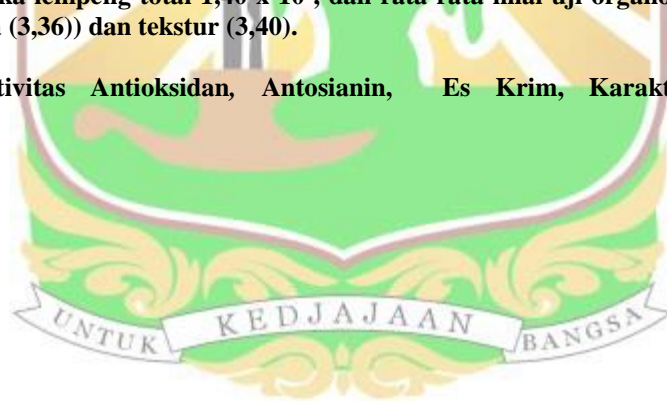 ka lempeng total 1,40 x 10 , dan rata-rata nilai uji organo
(3,36)) dan tekstur (3,40).
tivitas Antioksidan, Antosianin, Es Krim, Karakt
UNTUK KEDJAJAAN BANGSA